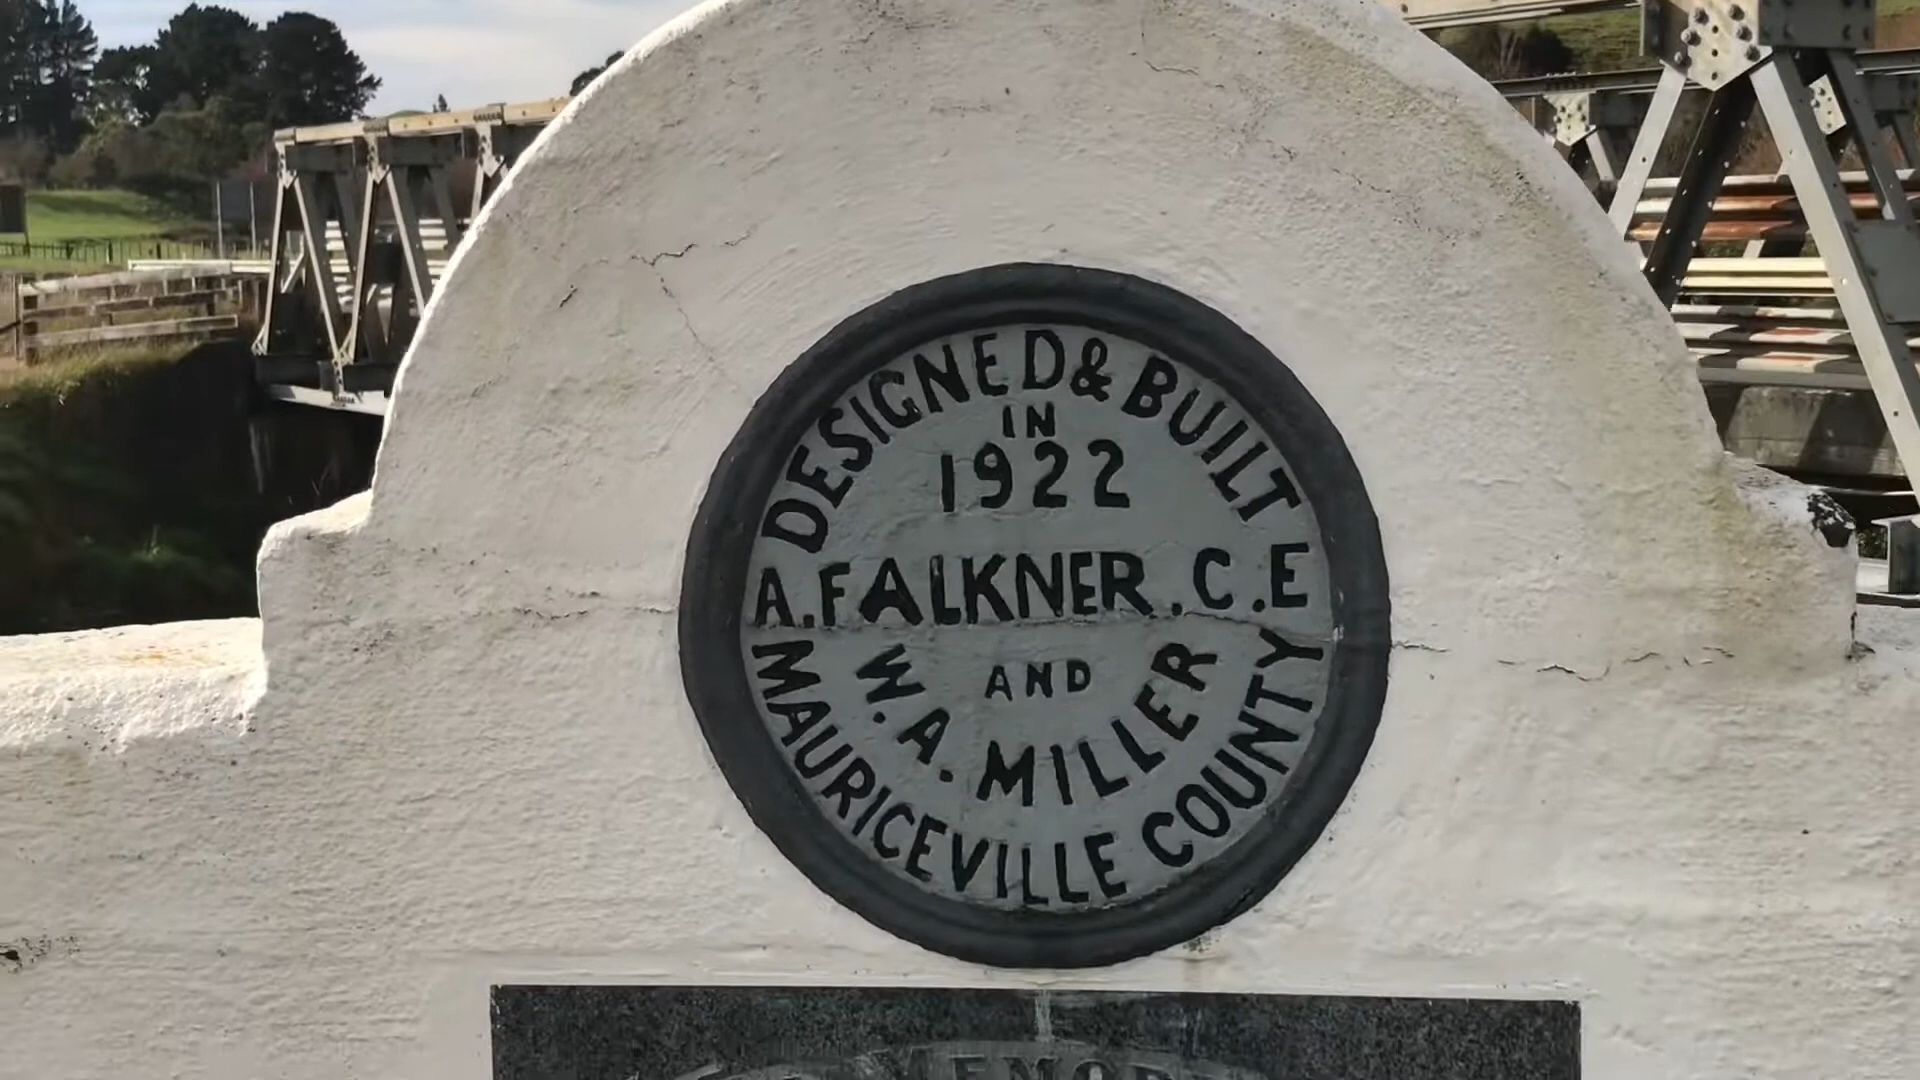 DESIGNED & BUILT
IN
1922
A. FALKNER. C.E
AND
W. A. MILLER
MAURICEVILLE COUNTY